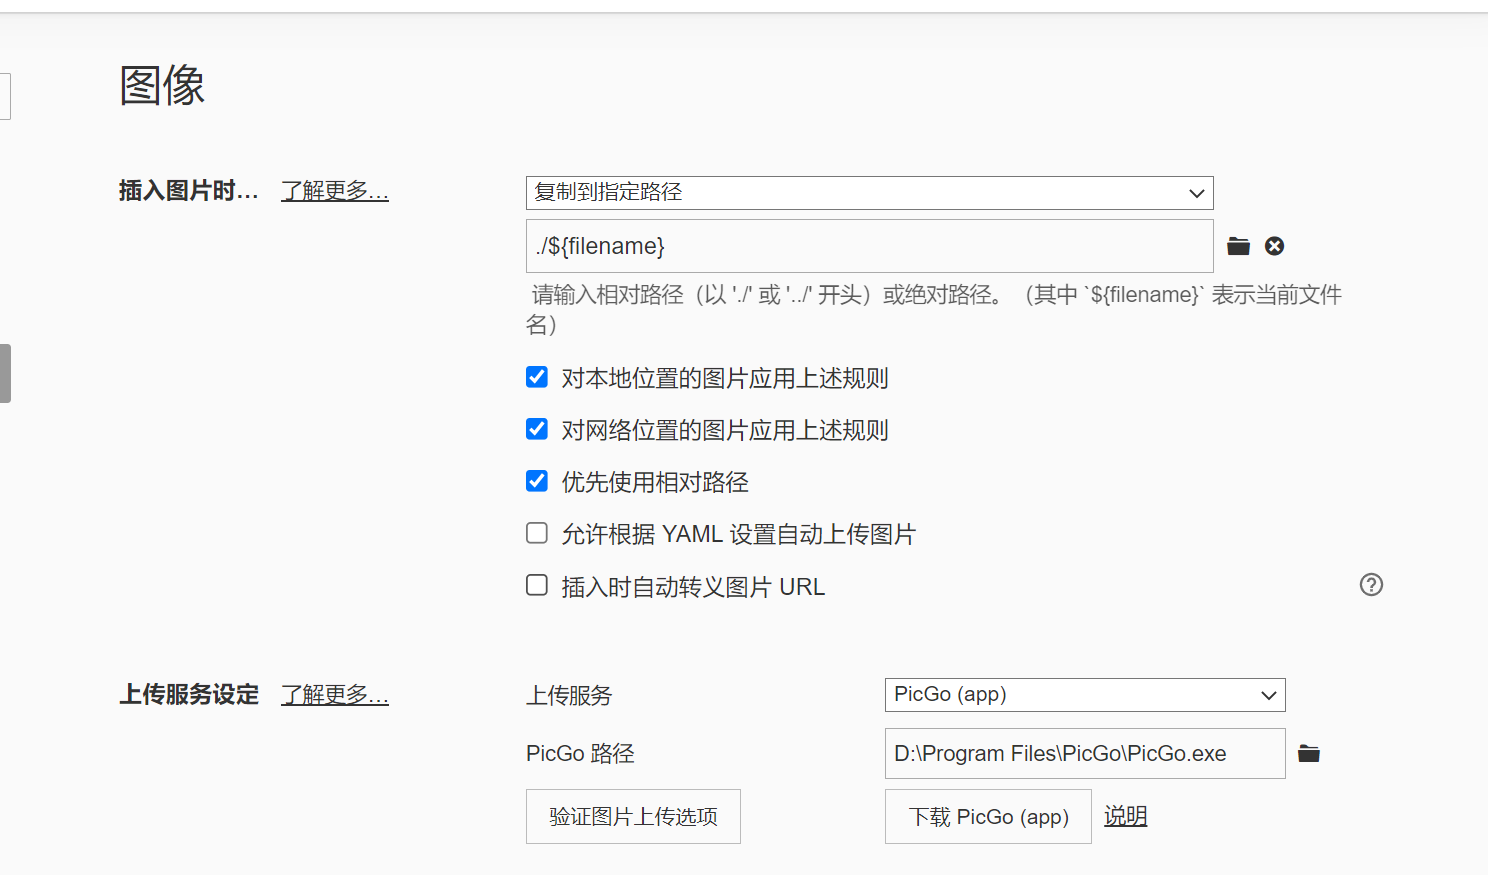 图像
插入图片时... 了解更多...
复制到指定路径
./${filename}
请输入相对路径（以 './' 或 '../' 开头）或绝对路径。（其中 `${filename}` 表示当前文件
名）
对本地位置的图片应用上述规则
对网络位置的图片应用上述规则
优先使用相对路径
允许根据 YAML 设置自动上传图片
插入时自动转义图片 URL
上传服务设定 了解更多...
上传服务 PicGo (app)
PicGo 路径 D:\Program Files\PicGo\PicGo.exe
验证图片上传选项 下载 PicGo (app) 说明